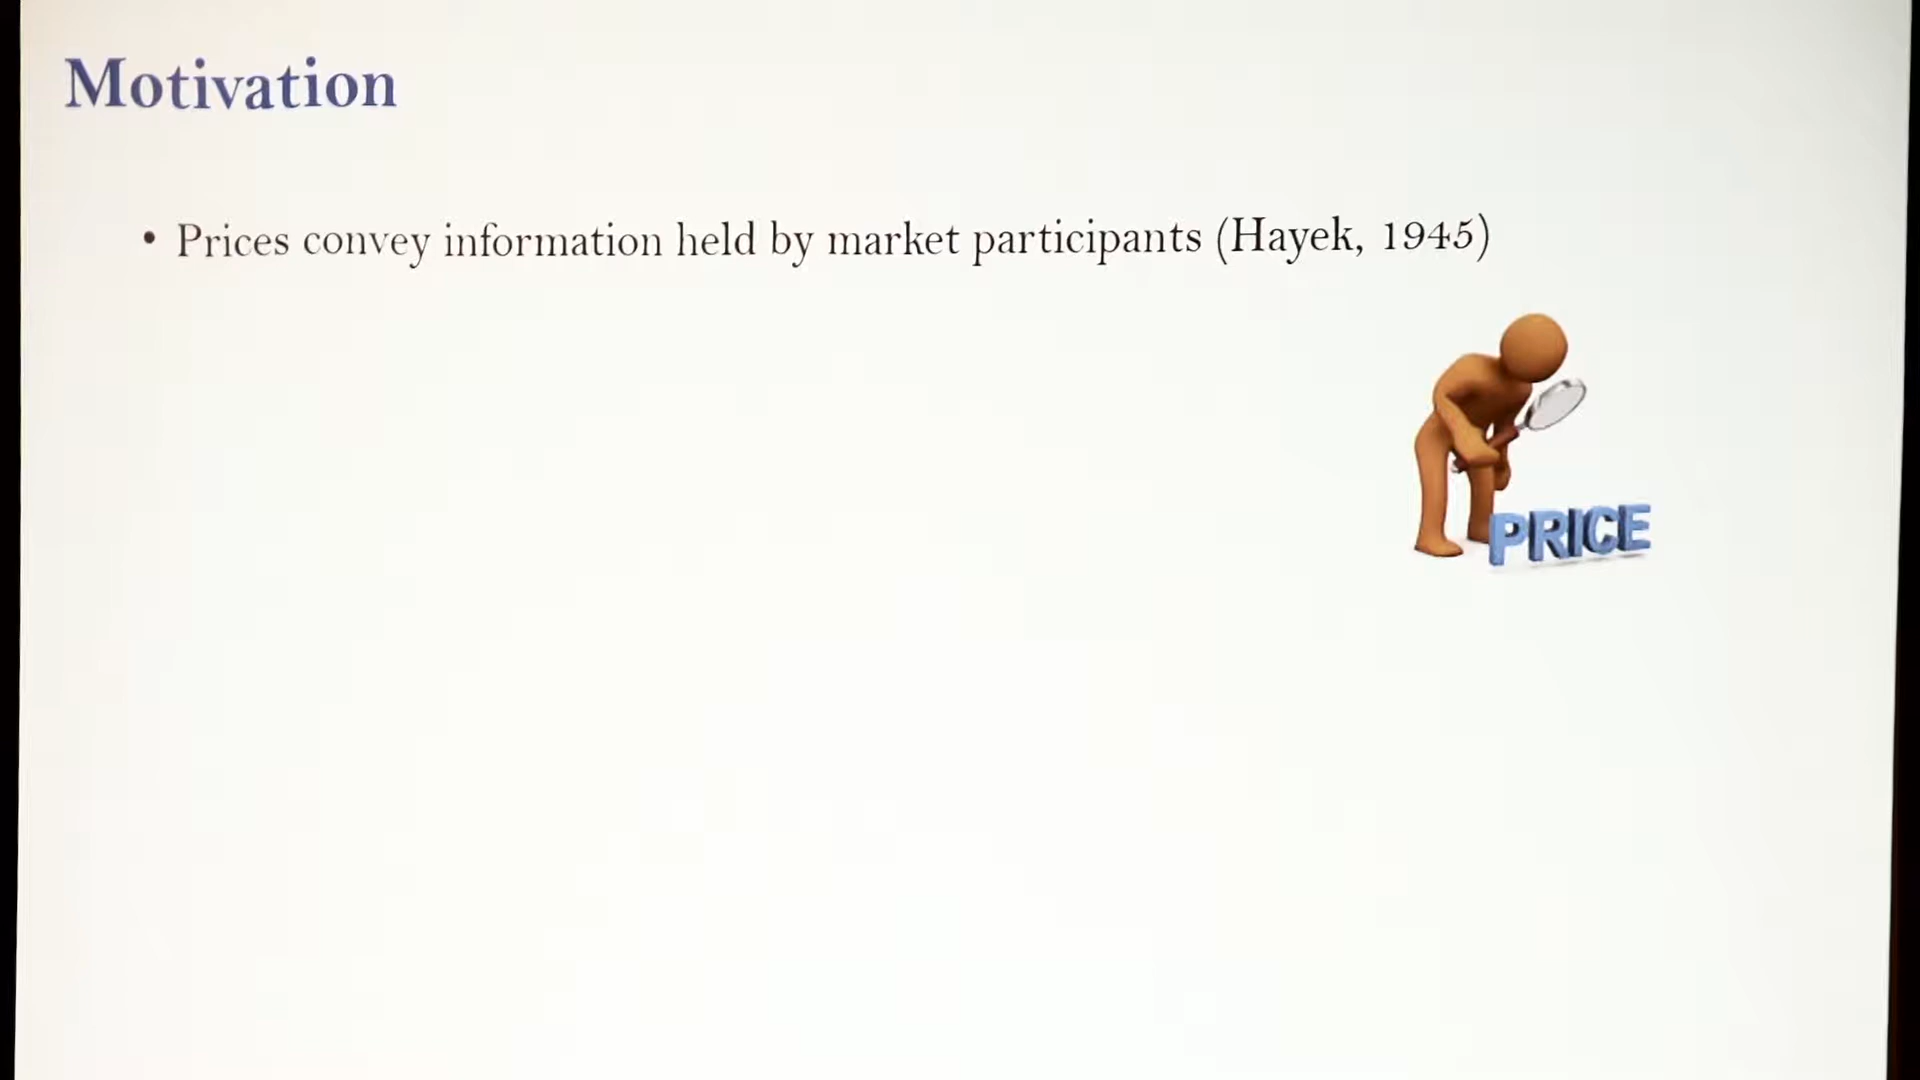 Motivation
• Prices convey information held by market participants (Hayek, 1945)
PRICE